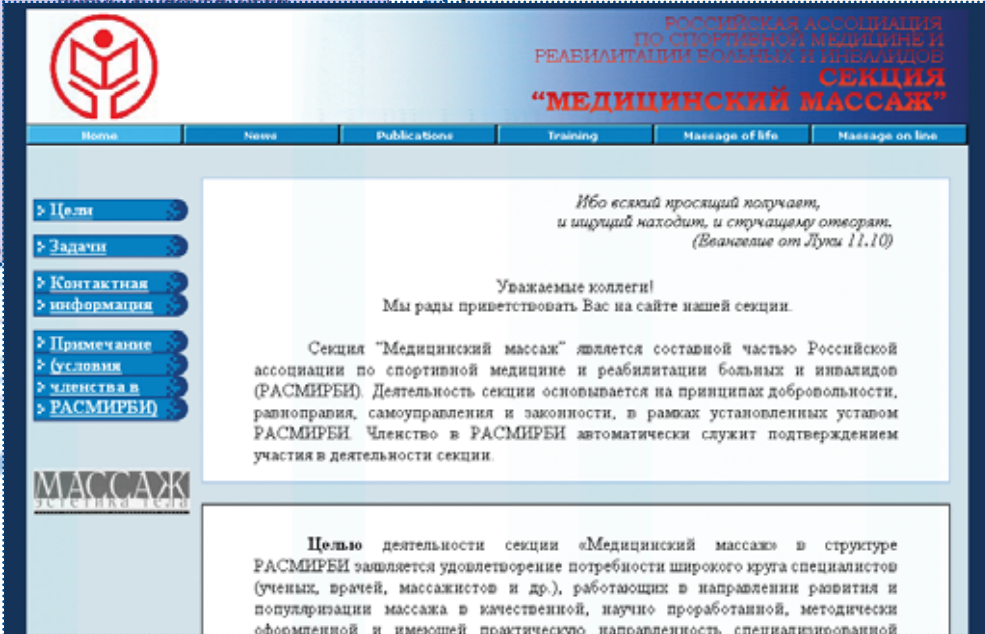 РОССИЙСКАЯ АССОЦИАЦИЯ
ПО СПОРТИВНОЙ МЕДИЦИНЕ И
РЕАБИЛИТАЦИИ БОЛЬНЫХ И ИНВАЛИДОВ
СЕКЦИЯ
“МЕДИЦИНСКИЙ МАССАЖ”
Home News Publications Training Massage of life Massage on line
Цели
Задачи
Контактная
информация
Примечание
(условия
членства в
РАСМИРБИ)
МАССАЖ
эстетика тела
Ибо всякий просящий получает,
и ищущий находит, и стучащему отворят.
(Евангелие от Луки 11.10)
Уважаемые коллеги!
Мы рады приветствовать Вас на сайте нашей секции.
Секция “Медицинский массаж” является составной частью Российской
ассоциации по спортивной медицине и реабилитации больных и инвалидов
(РАСМИРБИ). Деятельность секции основывается на принципах добровольности,
равноправия, самоуправления и законности, в рамках установленных уставом
РАСМИРБИ. Членство в РАСМИРБИ автоматически служит подтверждением
участия в деятельности секции.
Целью деятельности секции «Медицинский массаж» в структуре
РАСМИРБИ заявляется удовлетворение потребности широкого круга специалистов
(ученых, врачей, массажистов и др.), работающих в направлении развития и
популяризации массажа в качественной, научно проработанной, методически
оформленной и имеющей практическую направленность специализированной